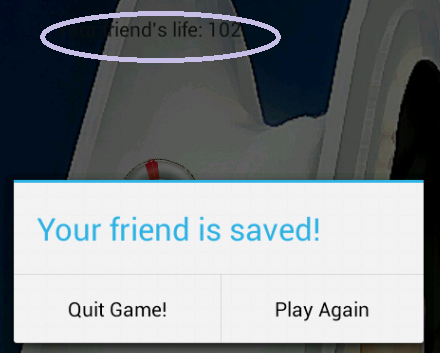 friend's life: 102
Your friend is saved!
Quit Game!
Play Again